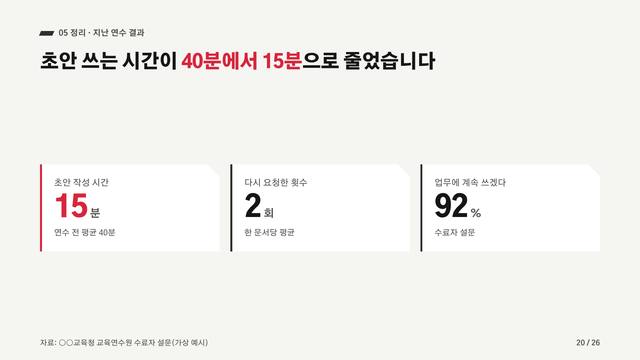 05 정리 · 지난 연수 결과
초안 쓰는 시간이 40분에서 15분으로 줄었습니다
초안 작성 시간
15 분
연수 전 평균 40분
다시 요청한 횟수
2 회
한 문서당 평균
업무에 계속 쓰겠다
92 %
수료자 설문
자료: ○○교육청 교육연수원 수료자 설문(가상 예시)
20 / 26